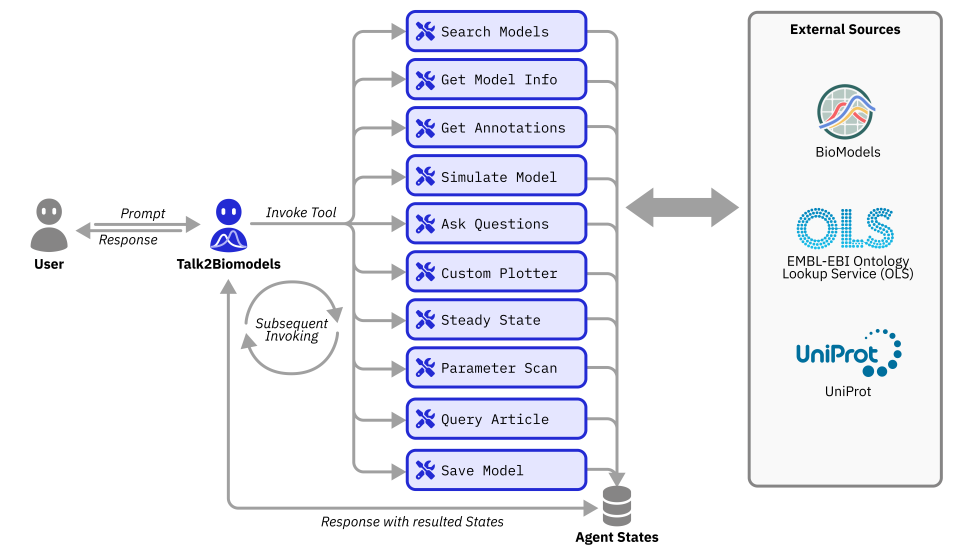 Search Models
External Sources
Get Model Info
Get Annotations
BioModels
Simulate Model
Prompt
Invoke Tool
Ask Questions
OLS
Response
User
Talk2Biomodels
EMBL-EBI Ontology
Lookup Service (OLS)
Custom Plotter
Subsequent
Invoking
Steady State
UniProt
Parameter Scan
UniProt
Query Article
Save Model
Response with resulted States
Agent States